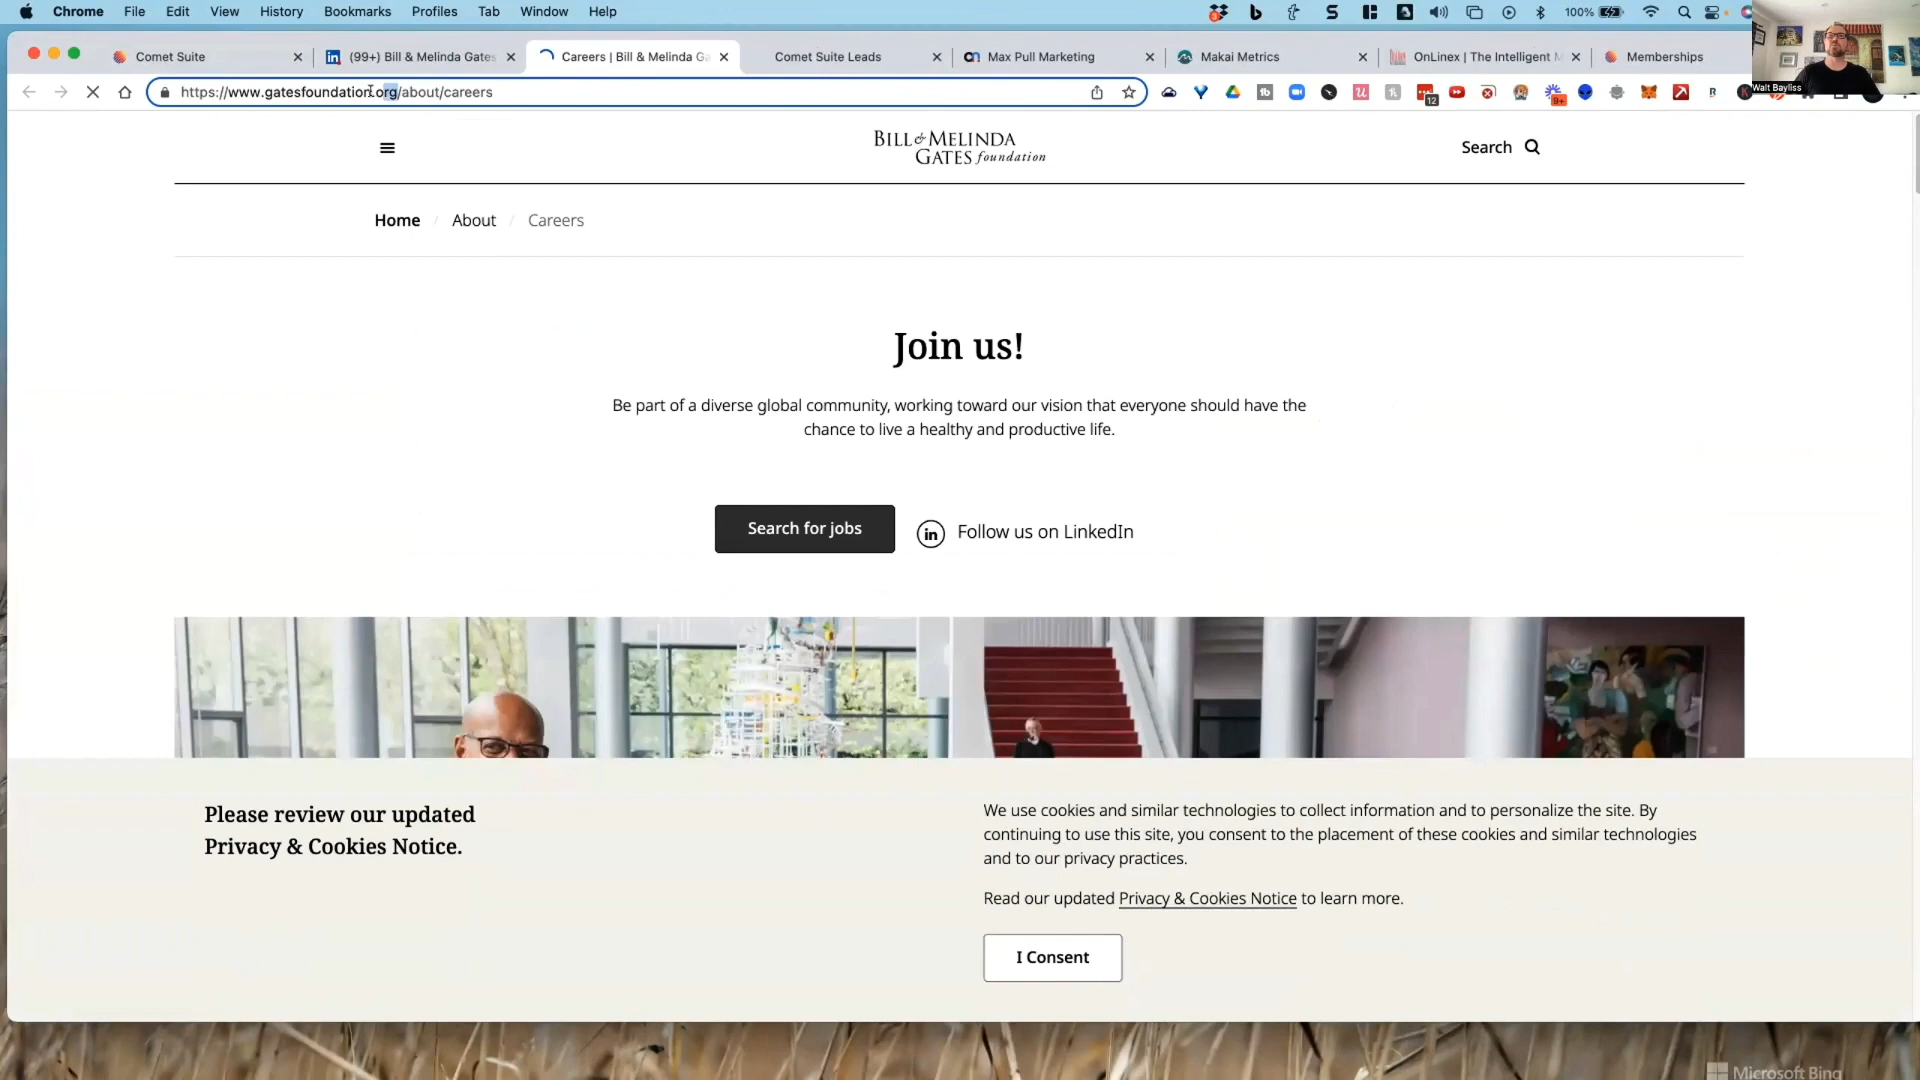 Chrome File Edit View History Bookmarks Profiles Tab Window Help
100%
Comet Suite
(99+) Bill & Melinda Gates
Careers | Bill & Melinda Ga
Comet Suite Leads
Max Pull Marketing
Makai Metrics
OnLinex | The Intelligent M
Memberships
Walt Bayliss
https://www.gatesfoundation.org/about/careers
12
9+
BILL & MELINDA
GATES foundation
Search
Home / About / Careers
Join us!
Be part of a diverse global community, working toward our vision that everyone should have the
chance to live a healthy and productive life.
Search for jobs
in Follow us on LinkedIn
Please review our updated
Privacy & Cookies Notice.
We use cookies and similar technologies to collect information and to personalize the site. By
continuing to use this site, you consent to the placement of these cookies and similar technologies
and to our privacy practices.
Read our updated Privacy & Cookies Notice to learn more.
I Consent
Microsoft Bing